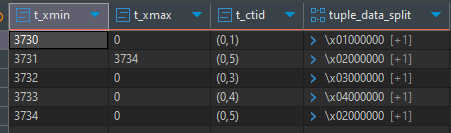 t_xmin t_xmax t_ctid tuple_data_split
3730 0 (0,1) \x01000000 [+1]
3731 3734 (0,5) \x02000000 [+1]
3732 0 (0,3) \x03000000 [+1]
3733 0 (0,4) \x04000000 [+1]
3734 0 (0,5) \x02000000 [+1]